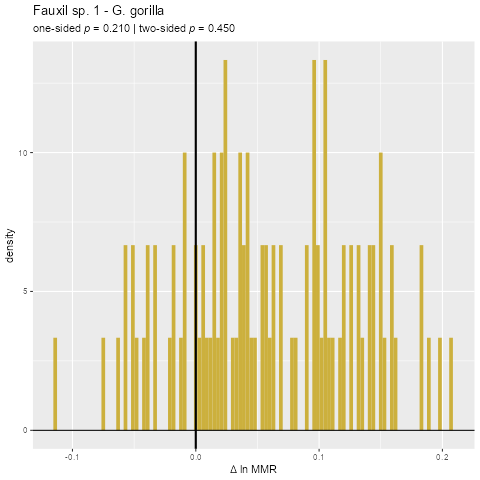 Fauxil sp. 1 - G. gorilla
one-sided p = 0.210 | two-sided p = 0.450
density
10
5
0
-0.1
0.0
0.1
0.2
Δ ln MMR